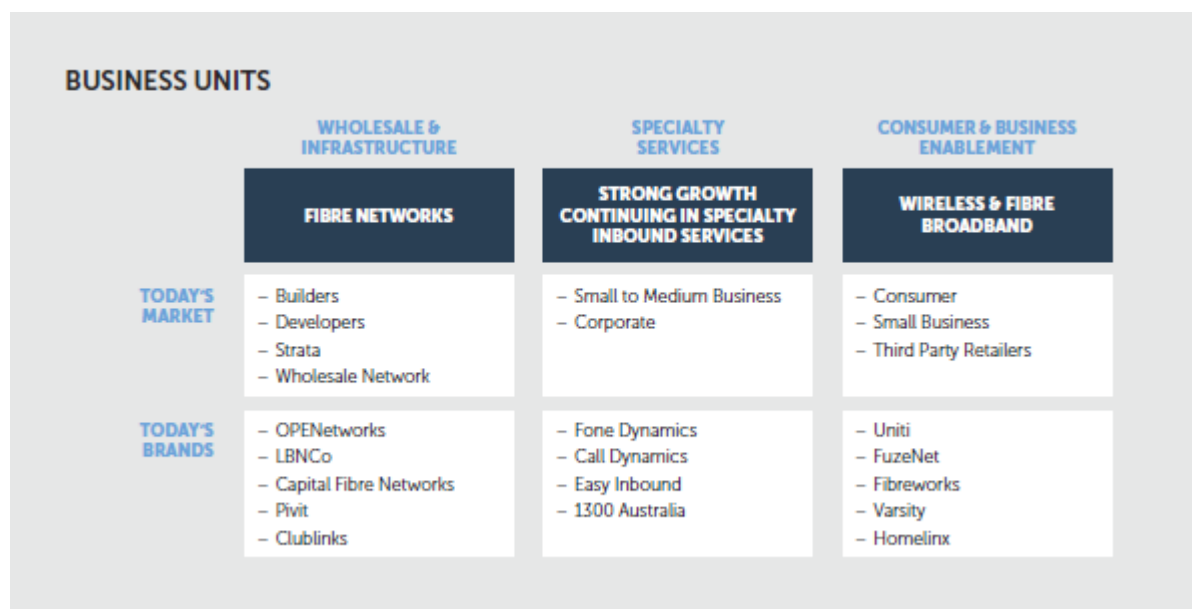 BUSINESS UNITS
WHOLESALE &
INFRASTRUCTURE
SPECIALTY
SERVICES
CONSUMER & BUSINESS
ENABLEMENT
FIBRE NETWORKS
STRONG GROWTH
CONTINUING IN SPECIALTY
INBOUND SERVICES
WIRELESS & FIBRE
BROADBAND
TODAY'S
MARKET
– Builders
– Developers
– Strata
– Wholesale Network
– Small to Medium Business
– Corporate
– Consumer
– Small Business
– Third Party Retailers
TODAY'S
BRANDS
– OPENetworks
– LBNCo
– Capital Fibre Networks
– Pivit
– Clublinks
– Fone Dynamics
– Call Dynamics
– Easy Inbound
– 1300 Australia
– Uniti
– FuzeNet
– Fibreworks
– Varsity
– Homelinx